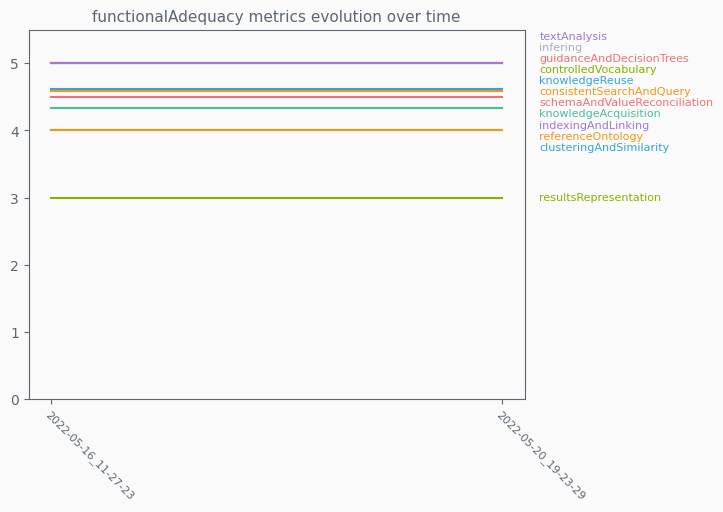 functionalAdequacy metrics evolution over time
textAnalysis
infering
guidanceAndDecisionTrees
controlledVocabulary
knowledgeReuse
consistentSearchAndQuery
schemaAndValueReconciliation
knowledgeAcquisition
indexingAndLinking
referenceOntology
clusteringAndSimilarity
resultsRepresentation
5
4
3
2
1
0
2022-05-16_11-27-23
2022-05-20_19-23-29